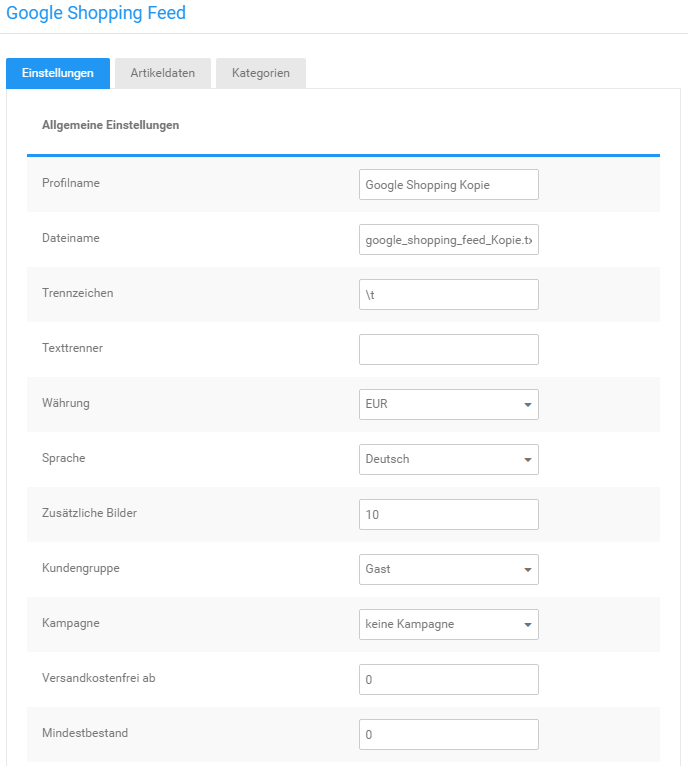 Google Shopping Feed
Einstellungen Artikeldaten Kategorien
Allgemeine Einstellungen
Profilname Google Shopping Kopie
Dateiname google_shopping_feed_Kopie.tx
Trennzeichen \t
Texttrenner
Währung EUR
Sprache Deutsch
Zusätzliche Bilder 10
Kundengruppe Gast
Kampagne keine Kampagne
Versandkostenfrei ab 0
Mindestbestand 0